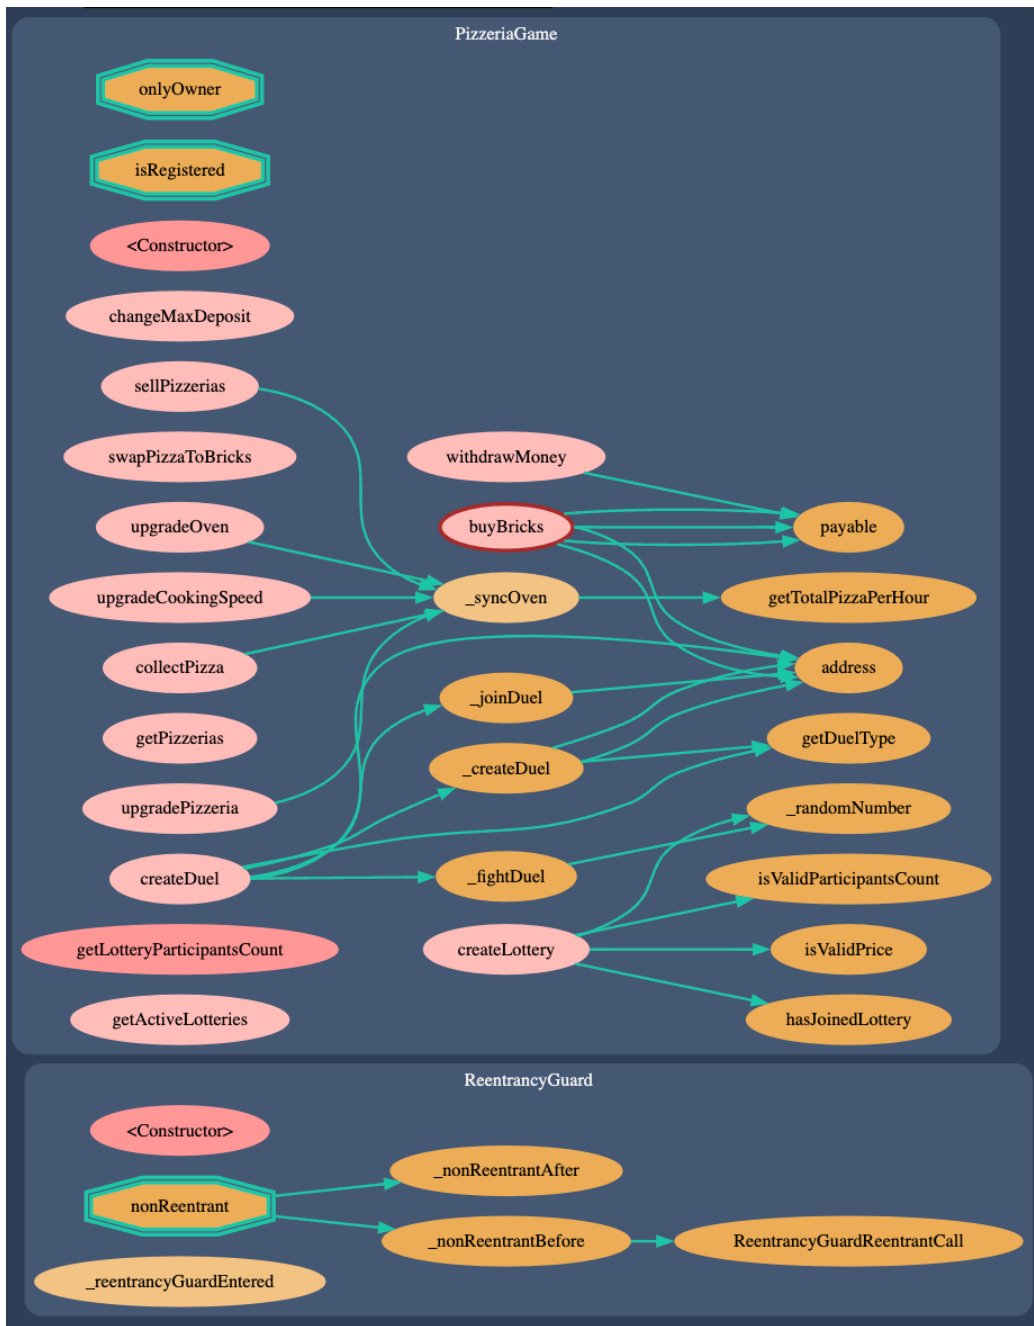 PizzeriaGame
onlyOwner
isRegistered
<Constructor>
changeMaxDeposit
sellPizzerias
swapPizzaToBricks
withdrawMoney
upgradeOven
buyBricks
payable
upgradeCookingSpeed
_syncOven
getTotalPizzaPerHour
collectPizza
_joinDuel
address
getPizzerias
_createDuel
getDuelType
upgradePizzeria
_randomNumber
createDuel
_fightDuel
isValidParticipantsCount
getLotteryParticipantsCount
createLottery
isValidPrice
getActiveLotteries
hasJoinedLottery
ReentrancyGuard
<Constructor>
_nonReentrantAfter
nonReentrant
_nonReentrantBefore
ReentrancyGuardReentrantCall
_reentrancyGuardEntered